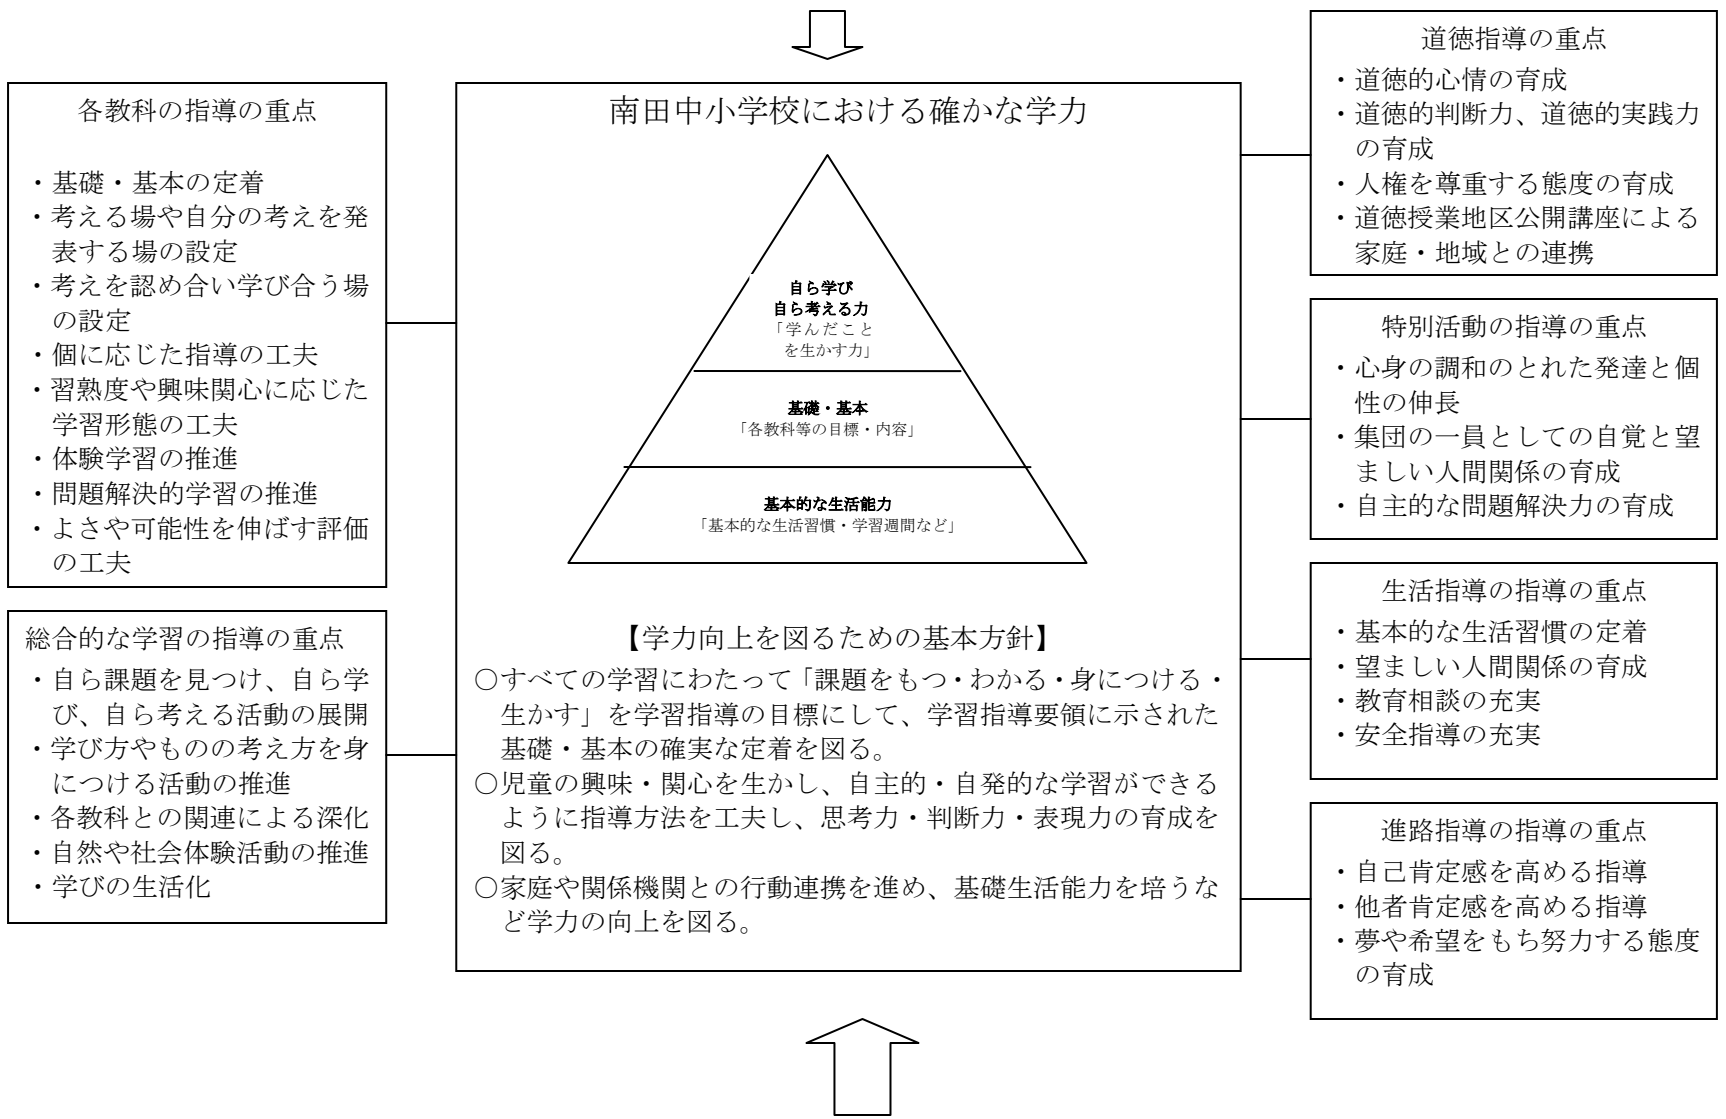 各教科の指導の重点
・基礎・基本の定着
・考える場や自分の考えを発
表する場の設定
・考えを認め合い学び合う場
の設定
・個に応じた指導の工夫
・習熟度や興味関心に応じた
学習形態の工夫
・体験学習の推進
・問題解決的学習の推進
・よさや可能性を伸ばす評価
の工夫
総合的な学習の指導の重点
・自ら課題を見つけ、自ら学
び、自ら考える活動の展開
・学び方やものの考え方を身
につける活動の推進
・各教科との関連による深化
・自然や社会体験活動の推進
・学びの生活化
南田中小学校における確かな学力
自ら学び
自ら考える力
「学んだこと
を生かす力」
基礎・基本
「各教科等の目標・内容」
基本的な生活能力
「基本的な生活習慣・学習週間など」
【学力向上を図るための基本方針】
○すべての学習にわたって「課題をもつ・わかる・身につける・
生かす」を学習指導の目標にして、学習指導要領に示された
基礎・基本の確実な定着を図る。
○児童の興味・関心を生かし、自主的・自発的な学習ができる
ように指導方法を工夫し、思考力・判断力・表現力の育成を
図る。
○家庭や関係機関との行動連携を進め、基礎生活能力を培うな
ど学力の向上を図る。
道徳指導の重点
・道徳的心情の育成
・道徳的判断力、道徳的実践力
の育成
・人権を尊重する態度の育成
・道徳授業地区公開講座による
家庭・地域との連携
特別活動の指導の重点
・心身の調和のとれた発達と個
性の伸長
・集団の一員としての自覚と望
ましい人間関係の育成
・自主的な問題解決力の育成
生活指導の指導の重点
・基本的な生活習慣の定着
・望ましい人間関係の育成
・教育相談の充実
・安全指導の充実
進路指導の指導の重点
・自己肯定感を高める指導
・他者肯定感を高める指導
・夢や希望をもち努力する態度
の育成